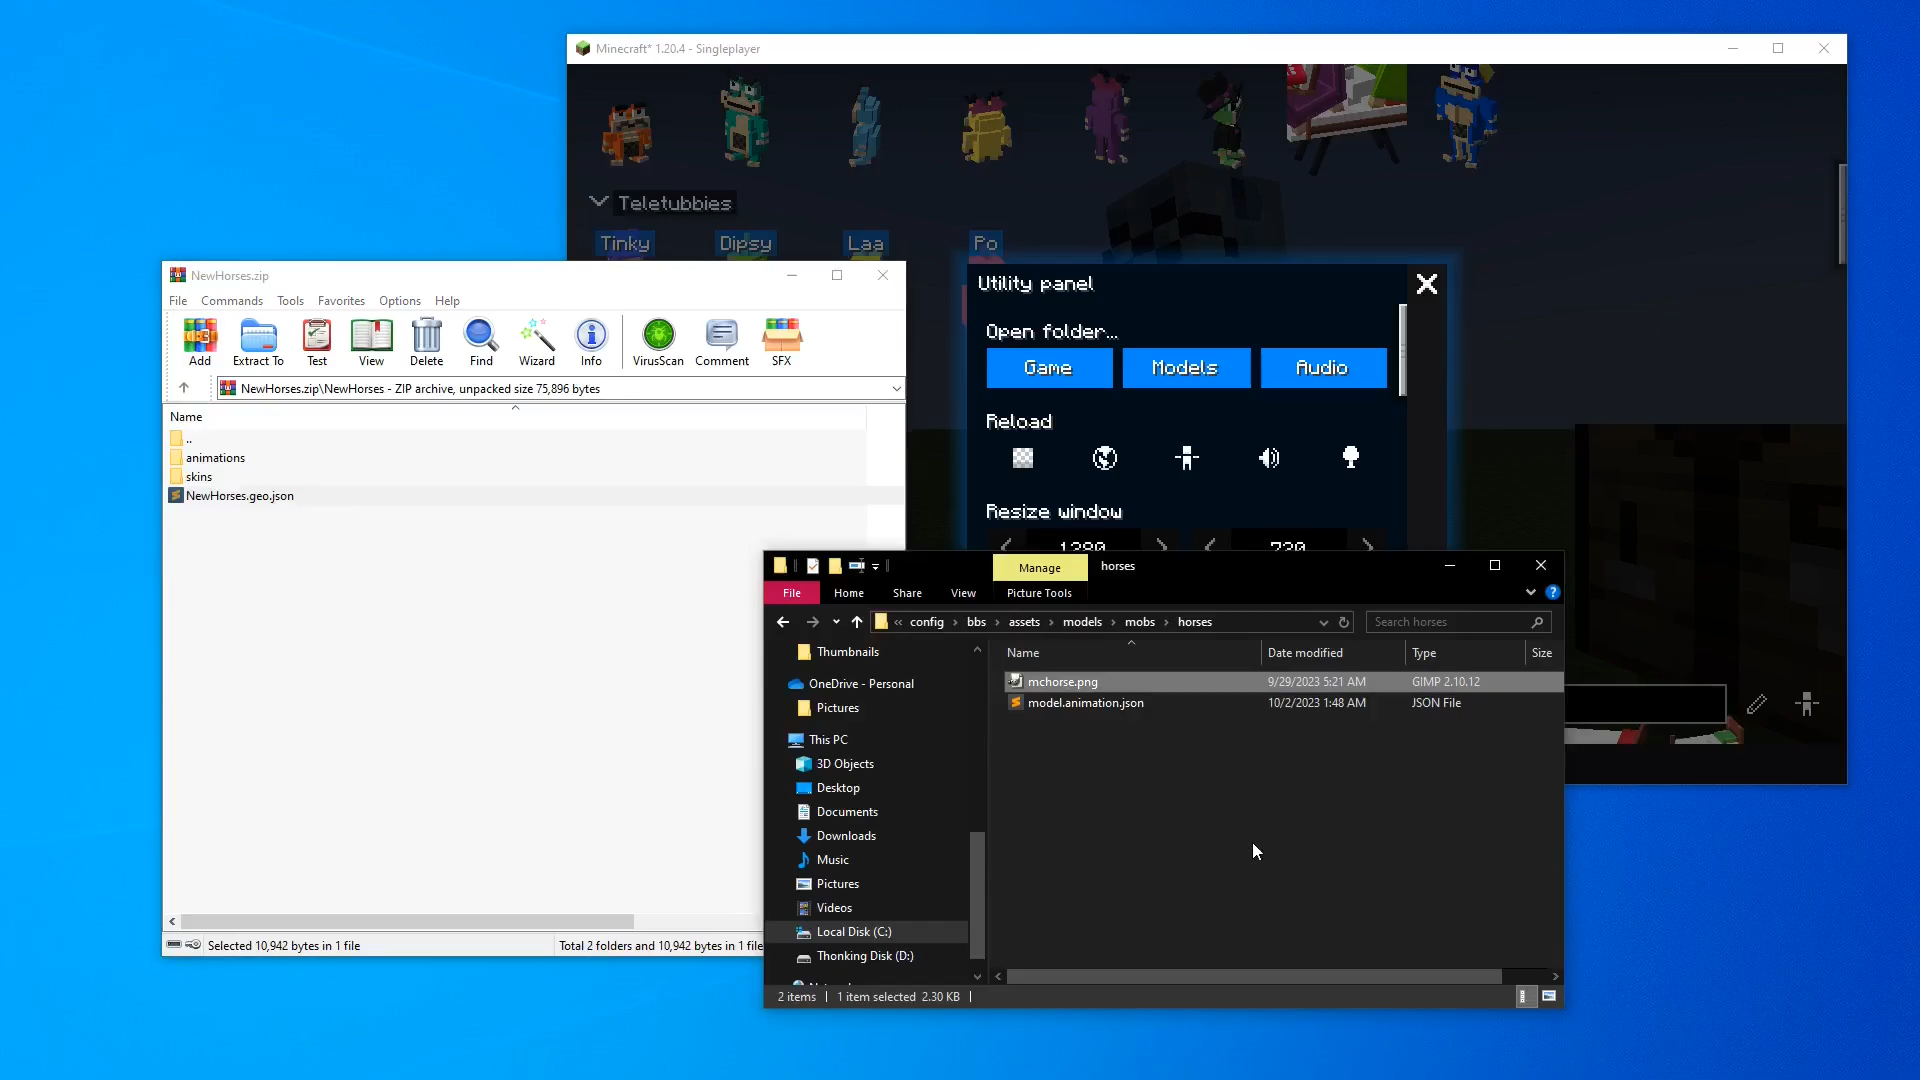 Minecraft* 1.20.4 - Singleplayer
Teletubbies
Tinky
Dipsy
Laa
Po
NewHorses.zip
File Commands Tools Favorites Options Help
Add Extract To Test View Delete Find Wizard Info VirusScan Comment SFX
NewHorses.zip\NewHorses - ZIP archive, unpacked size 75,896 bytes
Name
..
animations
skins
NewHorses.geo.json
Selected 10,942 bytes in 1 file
Total 2 folders and 10,942 bytes in 1 file
Utility panel
Open folder...
Game Models Audio
Reload
Resize window
1280 720
Manage
horses
File Home Share View Picture Tools
« config › bbs › assets › models › mobs › horses
Search horses
Thumbnails
OneDrive - Personal
Pictures
This PC
3D Objects
Desktop
Documents
Downloads
Music
Pictures
Videos
Local Disk (C:)
Thonking Disk (D:)
Name Date modified Type Size
mchorse.png 9/29/2023 5:21 AM GIMP 2.10.12
model.animation.json 10/2/2023 1:48 AM JSON File
2 items 1 item selected 2.30 KB